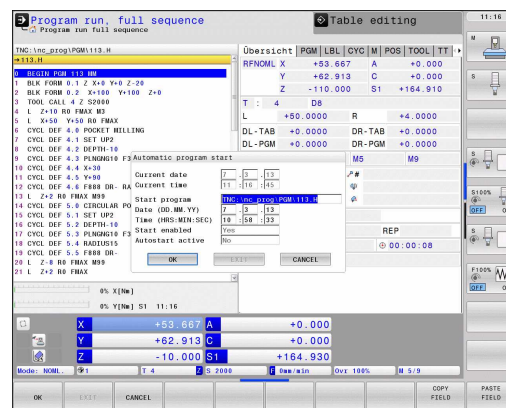 Program run, full sequence
Program run full sequence
Table editing
11:16
TNC:\nc_prog\PGM\113.H
→113.H
0 BEGIN PGM 113 MM
1 BLK FORM 0.1 Z X+0 Y+0 Z-20
2 BLK FORM 0.2 X+100 Y+100 Z+0
3 TOOL CALL 4 Z S2000
4 L Z+10 R0 FMAX M3
5 L X+50 Y+50 R0 FMAX
6 CYCL DEF 4.0 POCKET MILLING
7 CYCL DEF 4.1 SET UP2
8 CYCL DEF 4.2 DEPTH-10
9 CYCL DEF 4.3 PLNGNG10 F3
10 CYCL DEF 4.4 X+30
11 CYCL DEF 4.5 Y+90
12 CYCL DEF 4.6 F888 DR- RA
13 L Z+2 R0 FMAX M99
14 CYCL DEF 5.0 CIRCULAR PO
15 CYCL DEF 5.1 SET UP2
16 CYCL DEF 5.2 DEPTH-10
17 CYCL DEF 5.3 PLNGNG10 F3
18 CYCL DEF 5.4 RADIUS15
19 CYCL DEF 5.5 F888 DR-
20 L Z-8 R0 FMAX M99
21 L Z+2 R0 FMAX
0% X[Nm]
0% Y[Nm] S1 11:16
Übersicht PGM LBL CYC M POS TOOL TT
RFNOML X +53.667 A +0.000
Y +62.913 C +0.000
Z -110.000 S1 +164.910
T : 4 D8
L +50.0000 R +4.0000
DL-TAB +0.0000 DR-TAB +0.0000
DL-PGM +0.0000 DR-PGM +0.0000
M5 M9
REP
00:00:08
Automatic program start
Current date 7 .3 .13
Current time 11 :16 :45
Start program TNC:\nc_prog\PGM\113.H
Date (DD.MM.YY) 7 .3 .13
Time (HRS:MIN:SEC) 10 :58 :33
Start enabled Yes
Autostart active No
OK EXIT CANCEL
X +53.667 A +0.000
Y +62.913 C +0.000
Z -10.000 S1 +164.930
Mode: NOML. 1 T 4 Z S 2000 F 0mm/min Ovr 100% M 5/9
M
S
S
S100%
OFF ON
S
F100%
OFF ON
OK EXIT CANCEL COPY FIELD PASTE FIELD